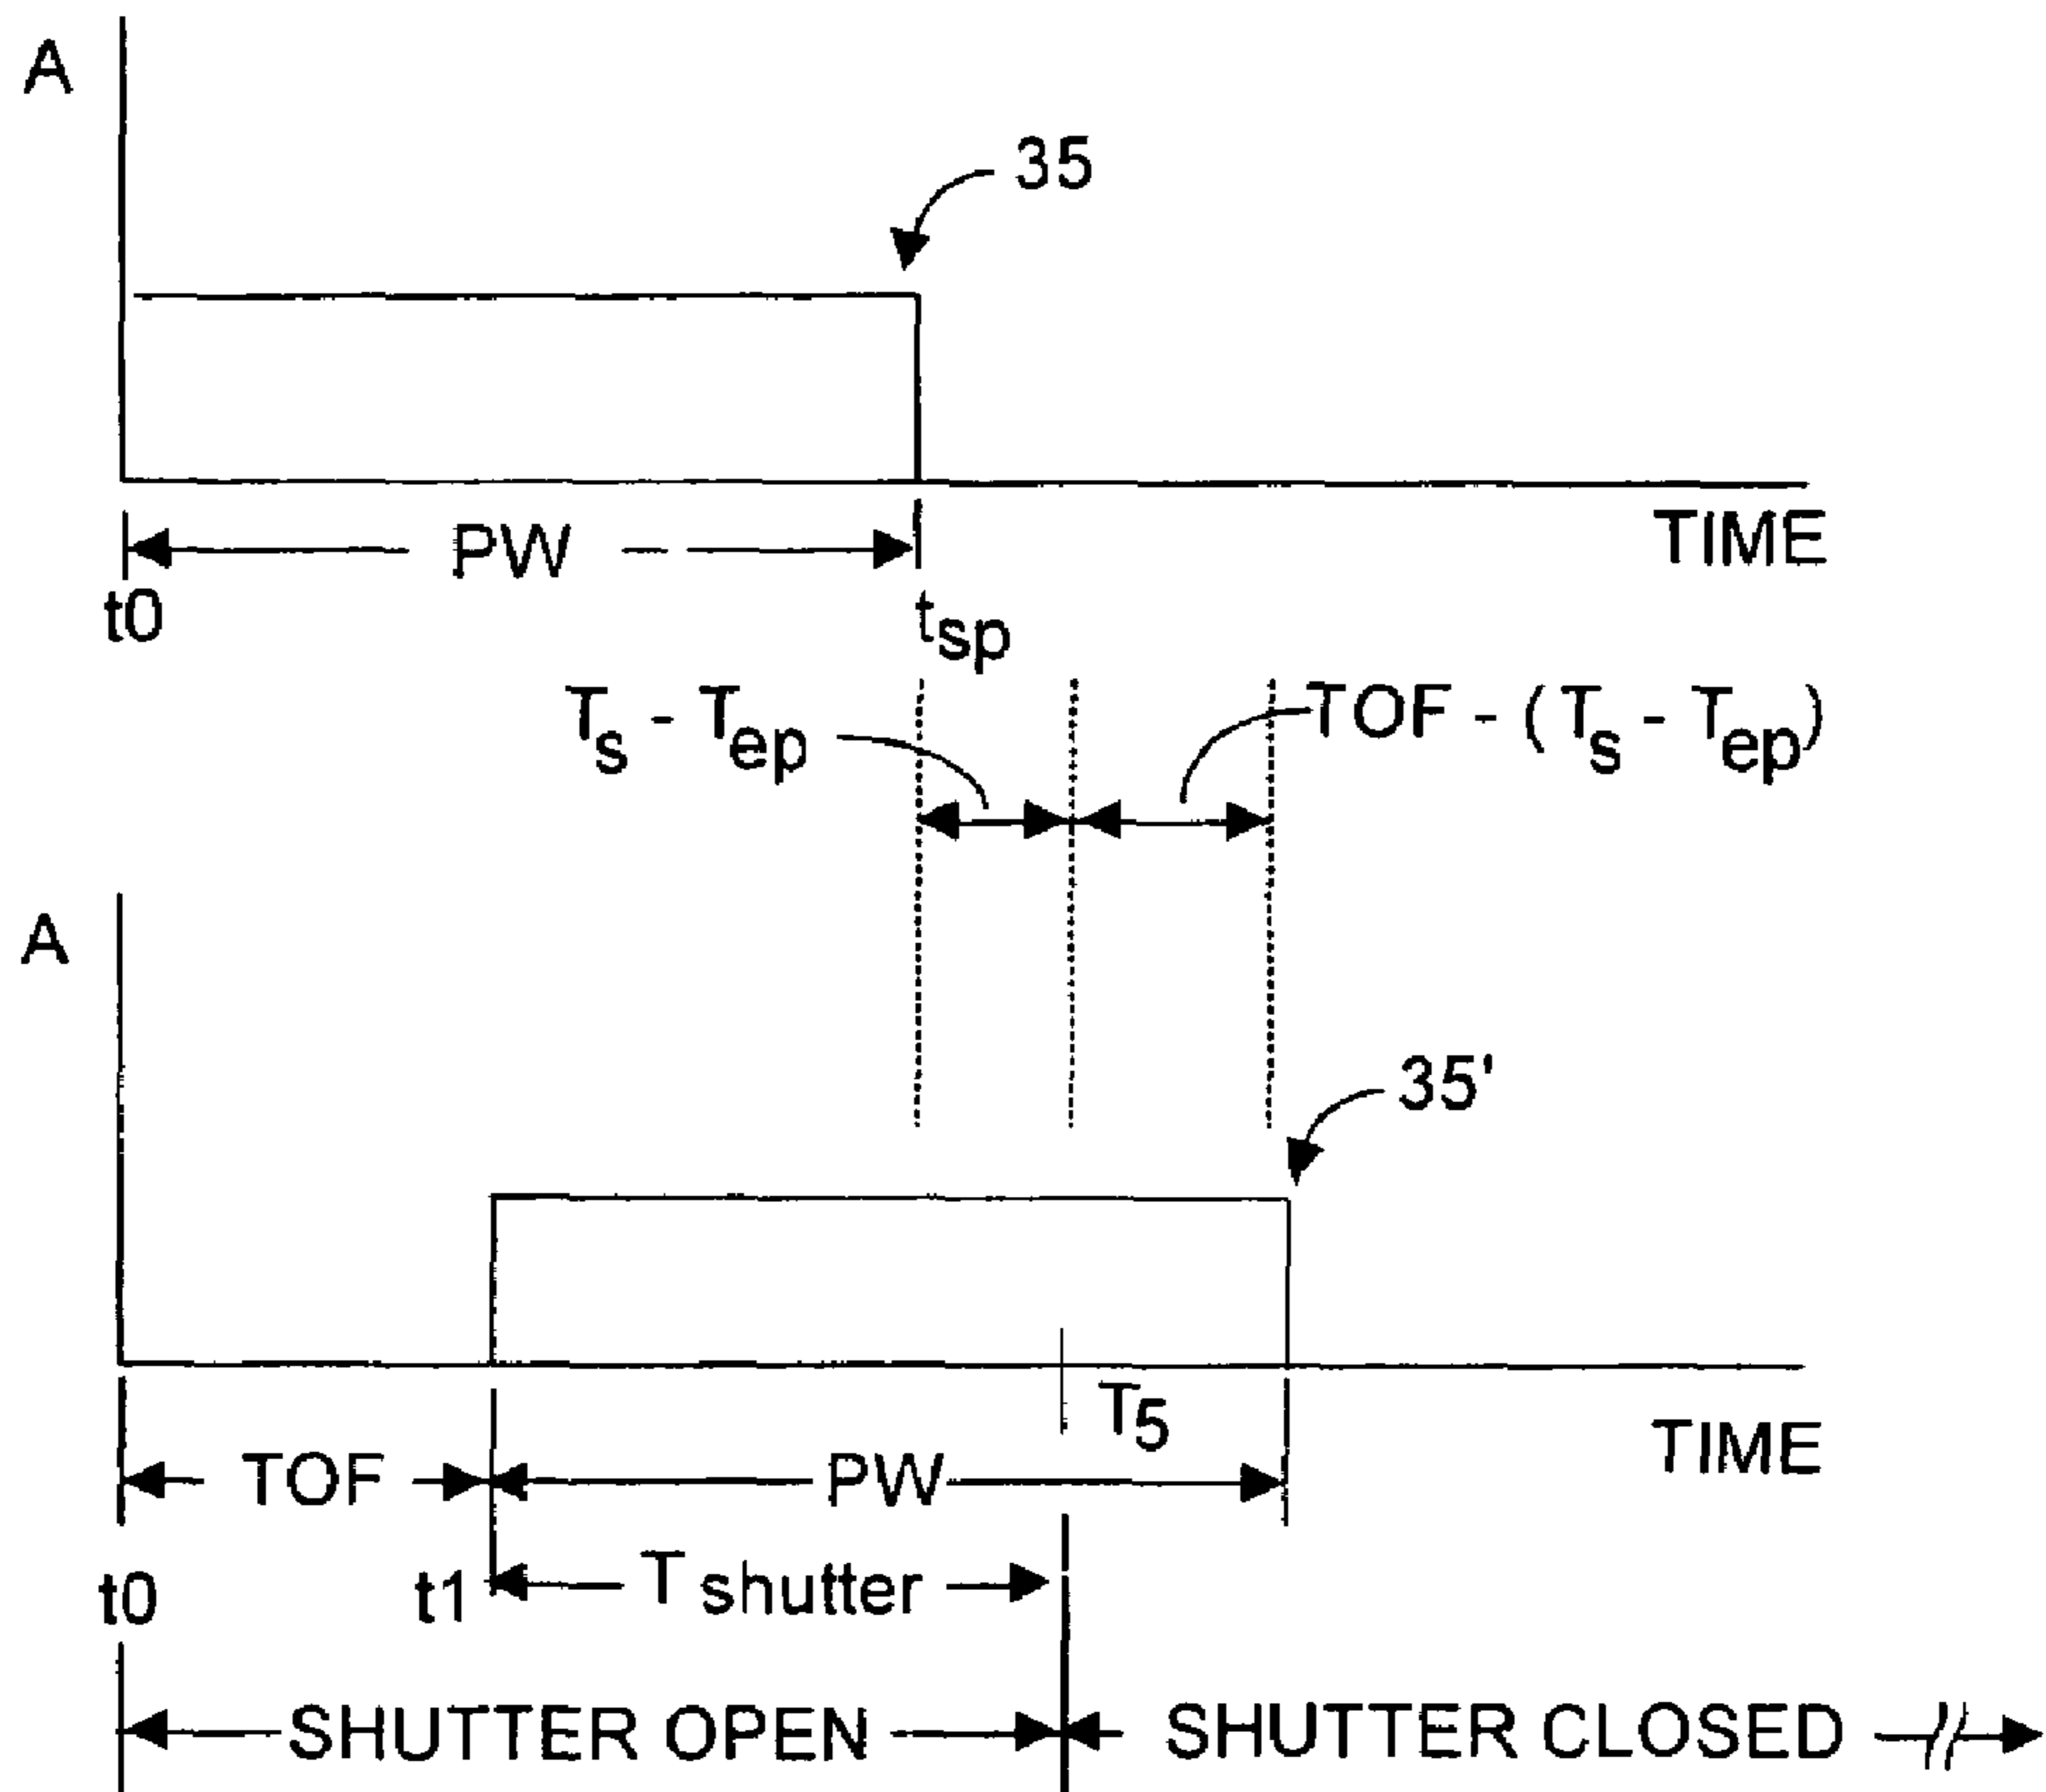 A
35
PW
TIME
t0
tsp
Ts - Tep
TOF - (Ts - Tep)
A
35'
T5
TIME
TOF
PW
t0
t1
Tshutter
SHUTTER OPEN
SHUTTER CLOSED